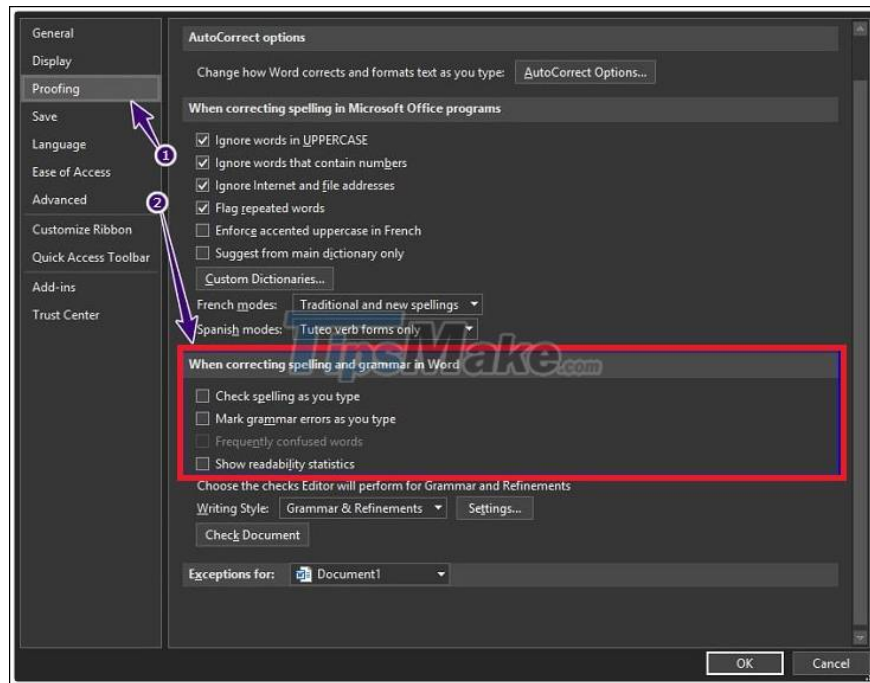 General
Display
Proofing
Save
Language
Ease of Access
Advanced
Customize Ribbon
Quick Access Toolbar
Add-ins
Trust Center
1
2
AutoCorrect options
Change how Word corrects and formats text as you type: AutoCorrect Options...
When correcting spelling in Microsoft Office programs
Ignore words in UPPERCASE
Ignore words that contain numbers
Ignore Internet and file addresses
Flag repeated words
Enforce accented uppercase in French
Suggest from main dictionary only
Custom Dictionaries...
French modes: Traditional and new spellings
Spanish modes: Tuteo verb forms only
TipsMake.com
When correcting spelling and grammar in Word
Check spelling as you type
Mark grammar errors as you type
Frequently confused words
Show readability statistics
Choose the checks Editor will perform for Grammar and Refinements
Writing Style: Grammar & Refinements Settings...
Check Document
Exceptions for: Document1
OK Cancel